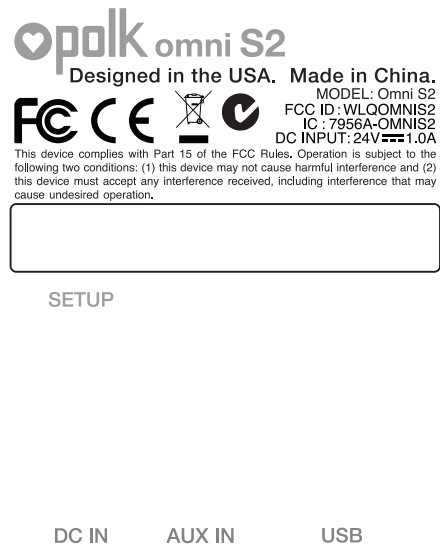 polk omni S2
Designed in the USA. Made in China.
MODEL: Omni S2
FCC ID: WLQOMNIS2
IC : 7956A-OMNIS2
DC INPUT: 24V 1.0A
This device complies with Part 15 of the FCC Rules. Operation is subject to the
following two conditions: (1) this device may not cause harmful interference and (2)
this device must accept any interference received, including interference that may
cause undesired operation.
SETUP
DC IN AUX IN USB